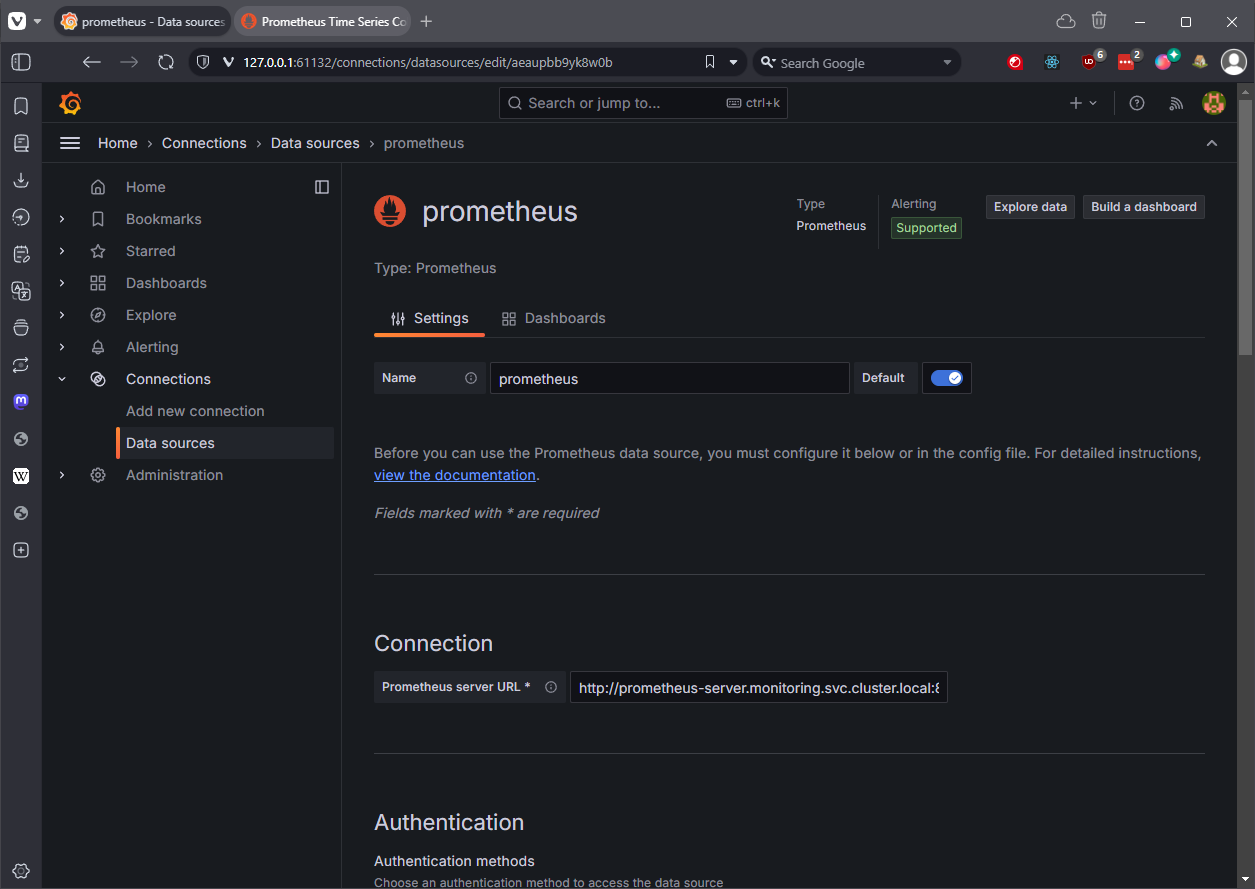 prometheus - Data sources
Prometheus Time Series Co
127.0.0.1:61132/connections/datasources/edit/aeaupbb9yk8w0b
Search Google
UD
6
2
Search or jump to...
ctrl+k
Home › Connections › Data sources › prometheus
Home
Bookmarks
Starred
Dashboards
Explore
Alerting
Connections
Add new connection
Data sources
Administration
prometheus
Type
Prometheus
Alerting
Supported
Explore data
Build a dashboard
Type: Prometheus
Settings
Dashboards
Name
prometheus
Default
Before you can use the Prometheus data source, you must configure it below or in the config file. For detailed instructions,
view the documentation.
Fields marked with * are required
Connection
Prometheus server URL *
http://prometheus-server.monitoring.svc.cluster.local:8
Authentication
Authentication methods
Choose an authentication method to access the data source
W